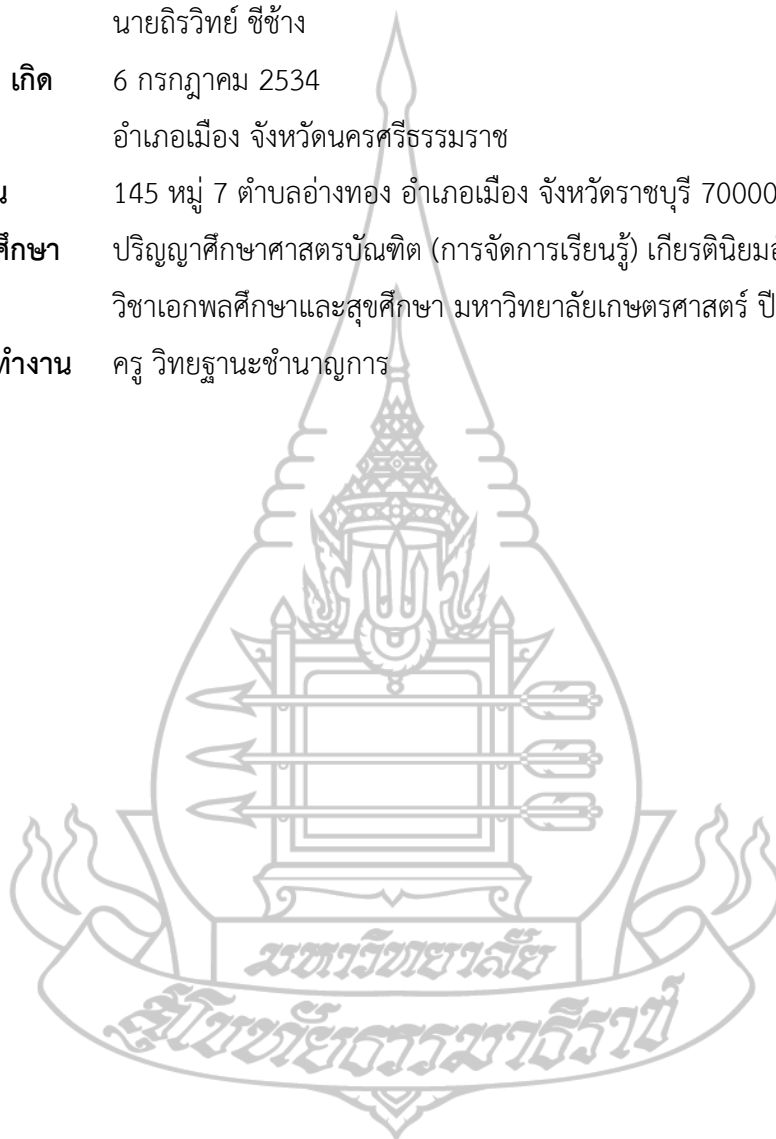 นายถิรวิทย์ ชีช้าง
เกิด 6 กรกฎาคม 2534
อำเภอเมือง จังหวัดนครศรีธรรมราช
145 หมู่ 7 ตำบลอ่างทอง อำเภอเมือง จังหวัดราชบุรี 70000
ศึกษา ปริญญาศึกษาศาสตรบัณฑิต (การจัดการเรียนรู้) เกียรตินิยม
วิชาเอกพลศึกษาและสุขศึกษา มหาวิทยาลัยเกษตรศาสตร์ ปี
ทำงาน ครู วิทยฐานะชำนาญการ
มหาวิทยาลัย
สุโขทัยธรรมาธิราช